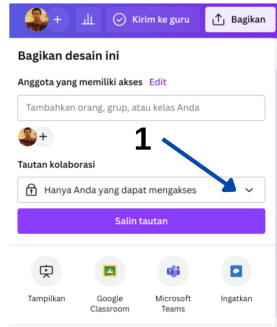 Kirim ke guru
Bagikan
Bagikan desain ini
Anggota yang memiliki akses Edit
Tambahkan orang, grup, atau kelas Anda
1
Tautan kolaborasi
Hanya Anda yang dapat mengakses
Salin tautan
Tampilkan
Google Classroom
Microsoft Teams
Ingatkan